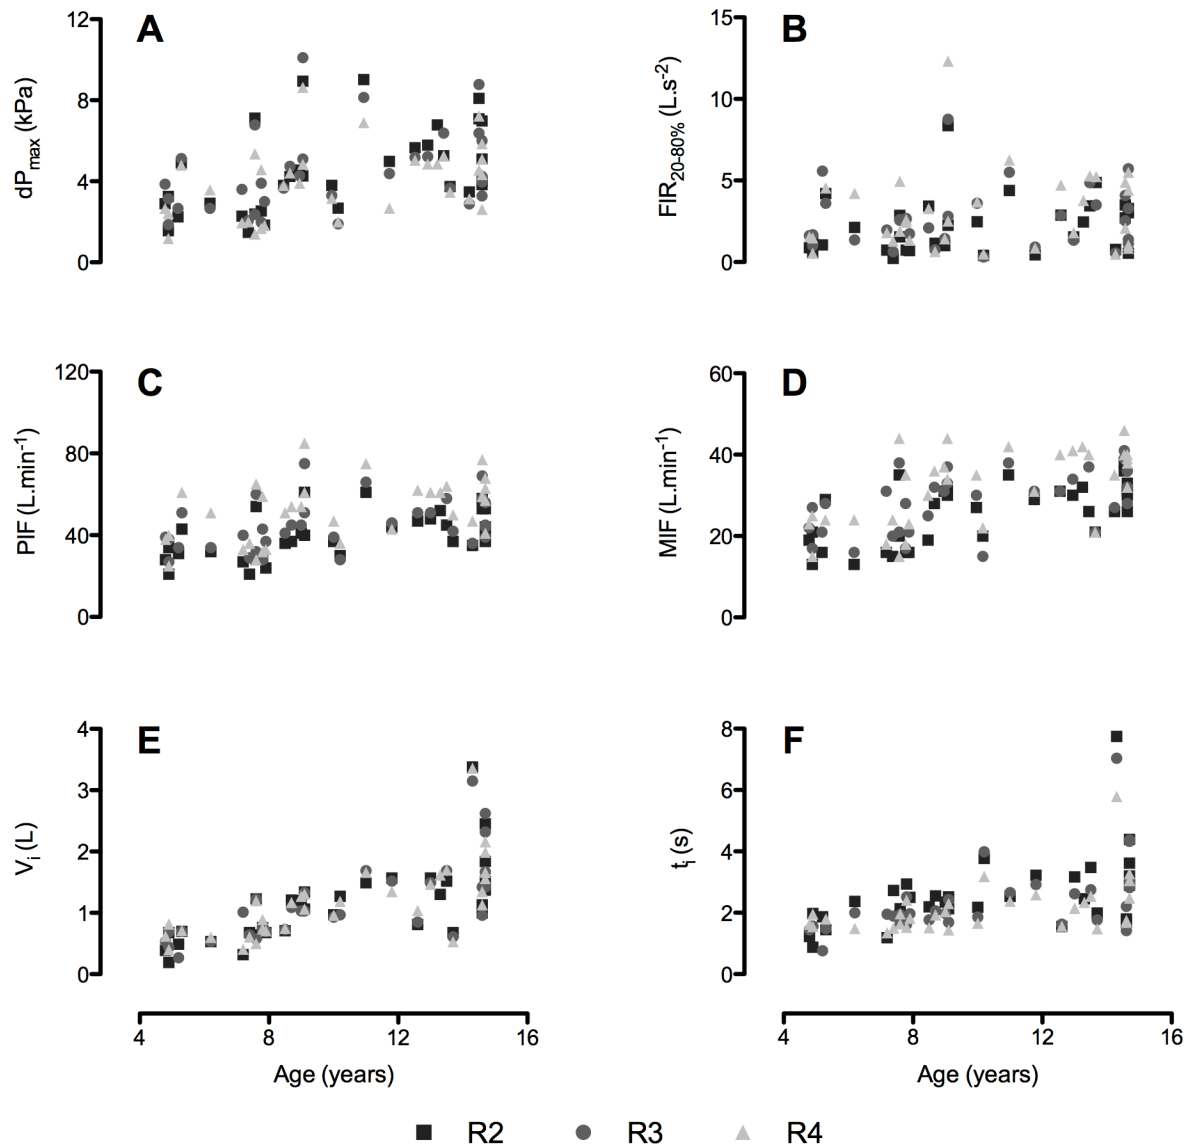 A
B
dPmax (kPa)
12
8
4
0
FIR20-80% (L.s-2)
15
10
5
0
C
D
PIF (L.min-1)
120
80
40
0
MIF (L.min-1)
60
40
20
0
E
F
Vi (L)
4
3
2
1
0
ti (s)
8
6
4
2
0
4 8 12 16
Age (years)
4 8 12 16
Age (years)
R2 R3 R4